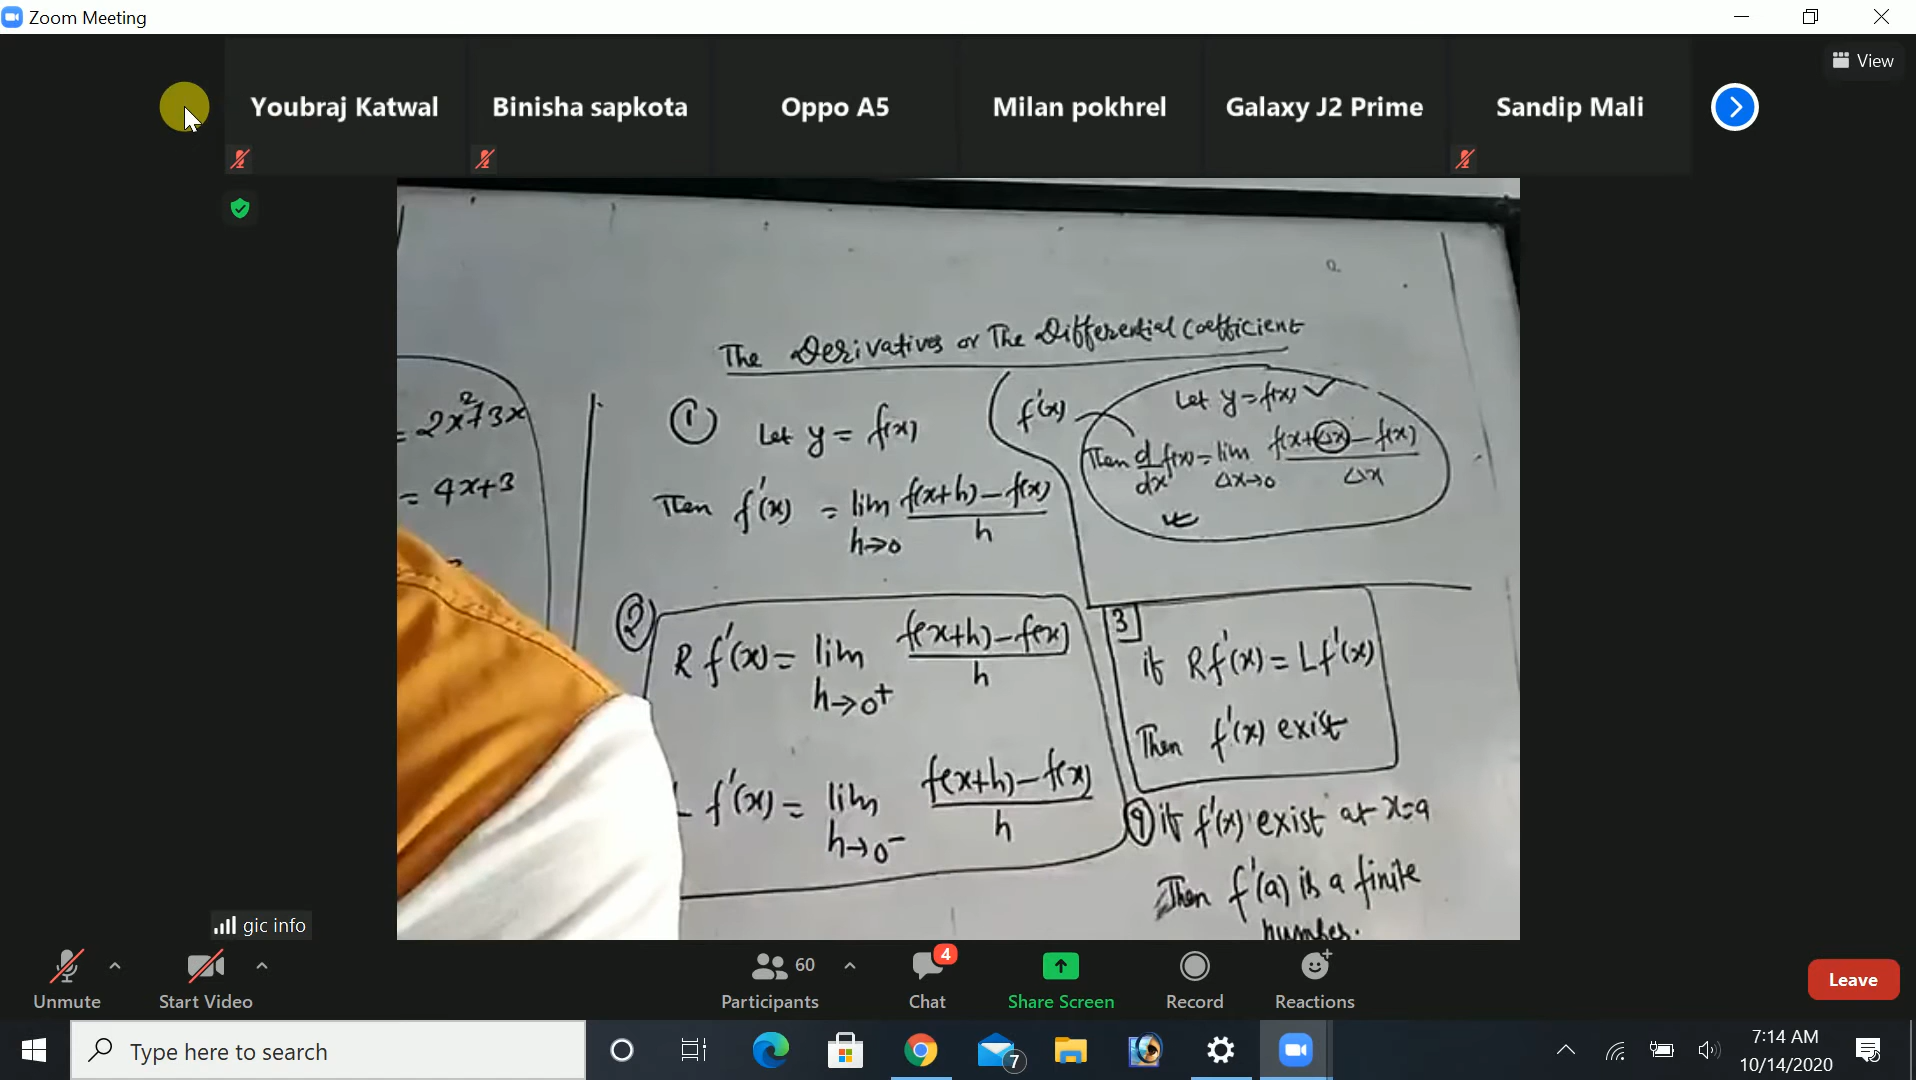 Zoom Meeting
View
Youbraj Katwal
Binisha sapkota
Oppo A5
Milan pokhrel
Galaxy J2 Prime
Sandip Mali
The Derivatives or The Differential Coefficient
= 2x²+3x
= 4x+3
① Let y = f(x)
Then f'(x) = lim f(x+h)-f(x)
h→0 h
f'(x)
Let y=f(x) ✓
Then d/dx f(x) = lim f(x+Δx)-f(x)
Δx→0 Δx
②
R f'(x) = lim f(x+h)-f(x)
h→0⁺ h
L f'(x) = lim f(x+h)-f(x)
h→0⁻ h
3
if Rf'(x) = Lf'(x)
Then f'(x) exist
④ if f'(x) exist at x=a
Then f'(a) is a finite
number.
gic info
Unmute
Start Video
60
Participants
4
Chat
Share Screen
Record
Reactions
Leave
Type here to search
7
7:14 AM
10/14/2020